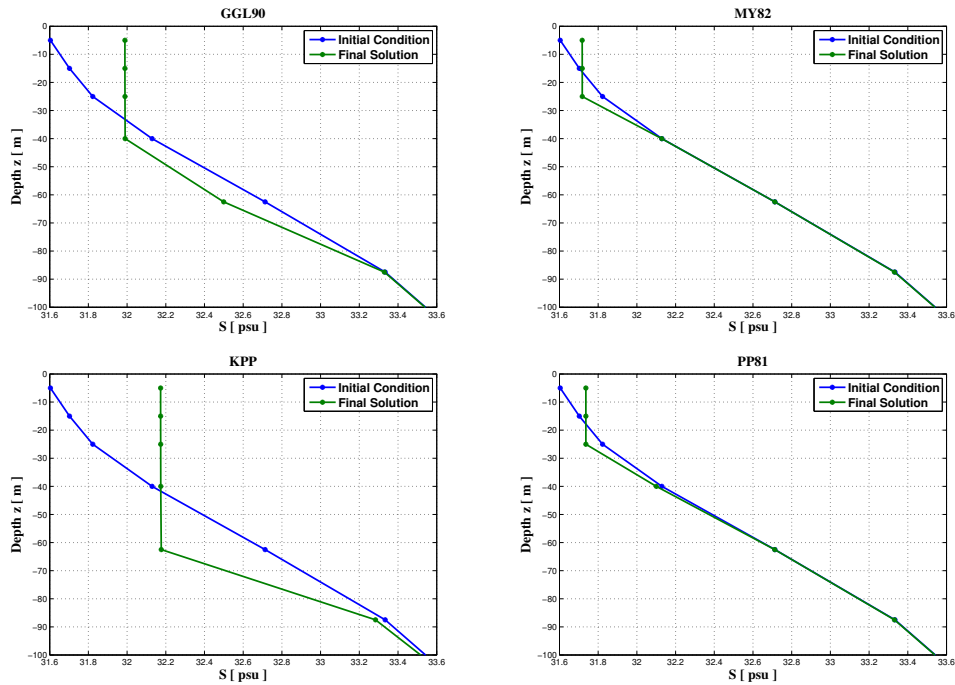 GGL90
0
−10
−20
−30
−40
−50
−60
−70
−80
−90
−100
31.6 31.8 32 32.2 32.4 32.6 32.8 33 33.2 33.4 33.6
Depth z [ m ]
S [ psu ]
Initial Condition
Final Solution
MY82
0
−10
−20
−30
−40
−50
−60
−70
−80
−90
−100
31.6 31.8 32 32.2 32.4 32.6 32.8 33 33.2 33.4 33.6
Depth z [ m ]
S [ psu ]
Initial Condition
Final Solution
KPP
0
−10
−20
−30
−40
−50
−60
−70
−80
−90
−100
31.6 31.8 32 32.2 32.4 32.6 32.8 33 33.2 33.4 33.6
Depth z [ m ]
S [ psu ]
Initial Condition
Final Solution
PP81
0
−10
−20
−30
−40
−50
−60
−70
−80
−90
−100
31.6 31.8 32 32.2 32.4 32.6 32.8 33 33.2 33.4 33.6
Depth z [ m ]
S [ psu ]
Initial Condition
Final Solution